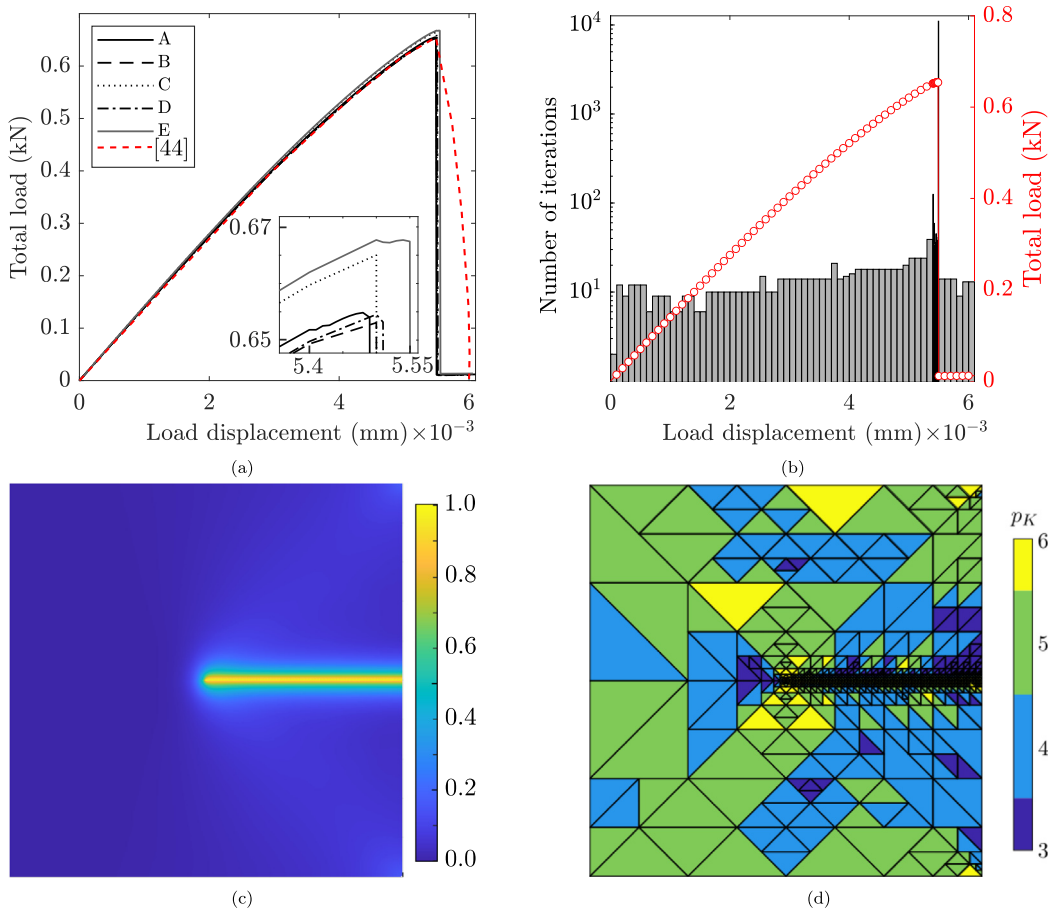 0.6
0.5
0.4
0.3
0.2
0.1
0
Total load (kN)
A
B
C
D
E
[44]
0.67
0.65
5.4
5.55
0
2
4
6
Load displacement (mm)×10⁻³
(a)
10⁴
10³
10²
10¹
Number of iterations
0.8
0.6
0.4
0.2
0
Total load (kN)
0
2
4
6
Load displacement (mm)×10⁻³
(b)
1.0
0.8
0.6
0.4
0.2
0.0
(c)
p_K
6
5
4
3
(d)